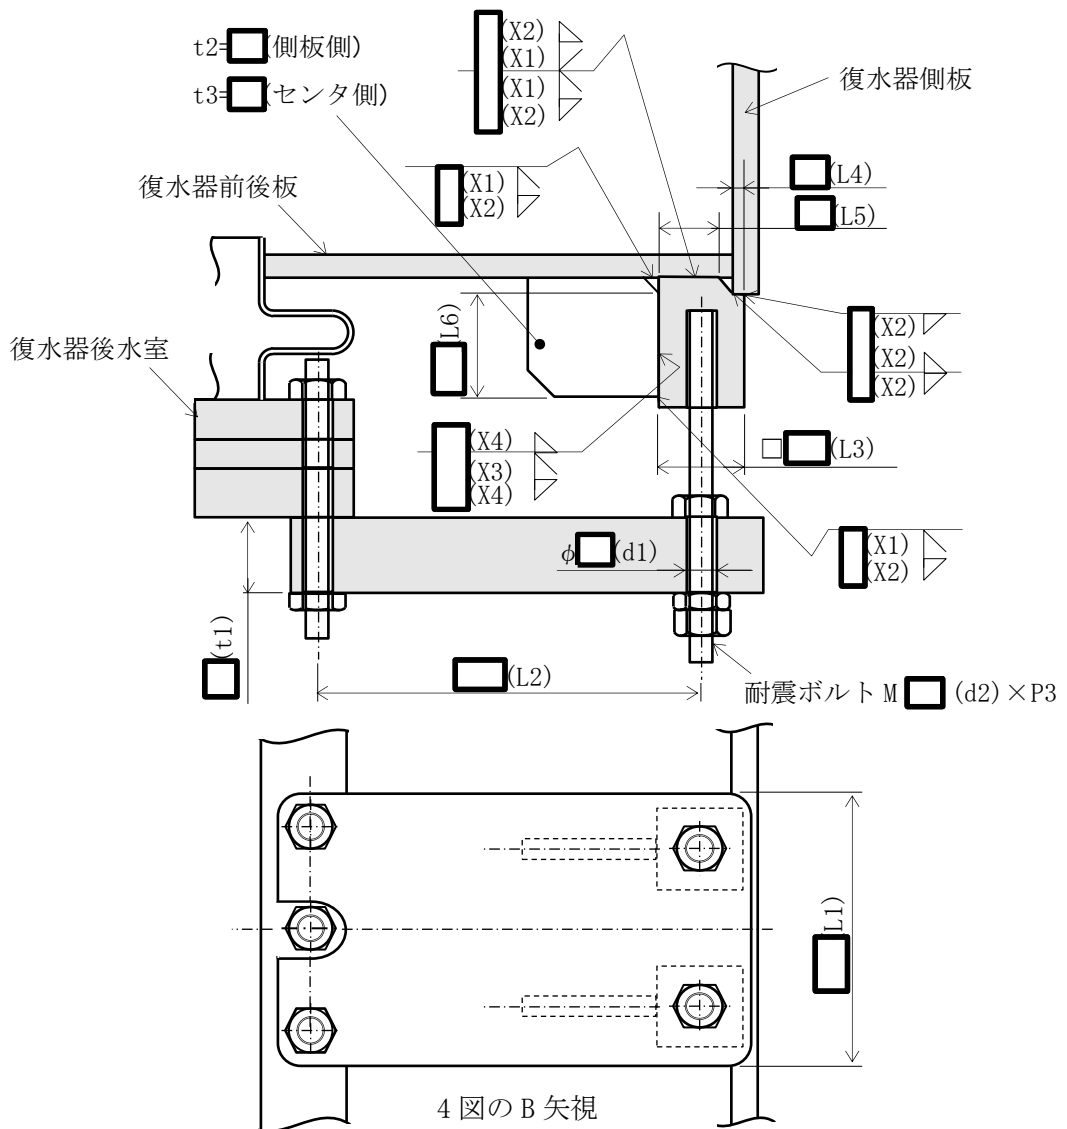 t2=　(側板側)
t3=　(センタ側)
(X2)
(X1)
(X1)
(X2)
復水器側板
(X1)
(X2)
(L4)
(L5)
復水器前後板
(L6)
復水器後水室
(X2)
(X2)
(X2)
(X4)
(X3)
(X4)
□　(L3)
φ　(d1)
(X1)
(X2)
(t1)
(L2)
耐震ボルト M　(d2)×P3
(L1)
4 図の B 矢視